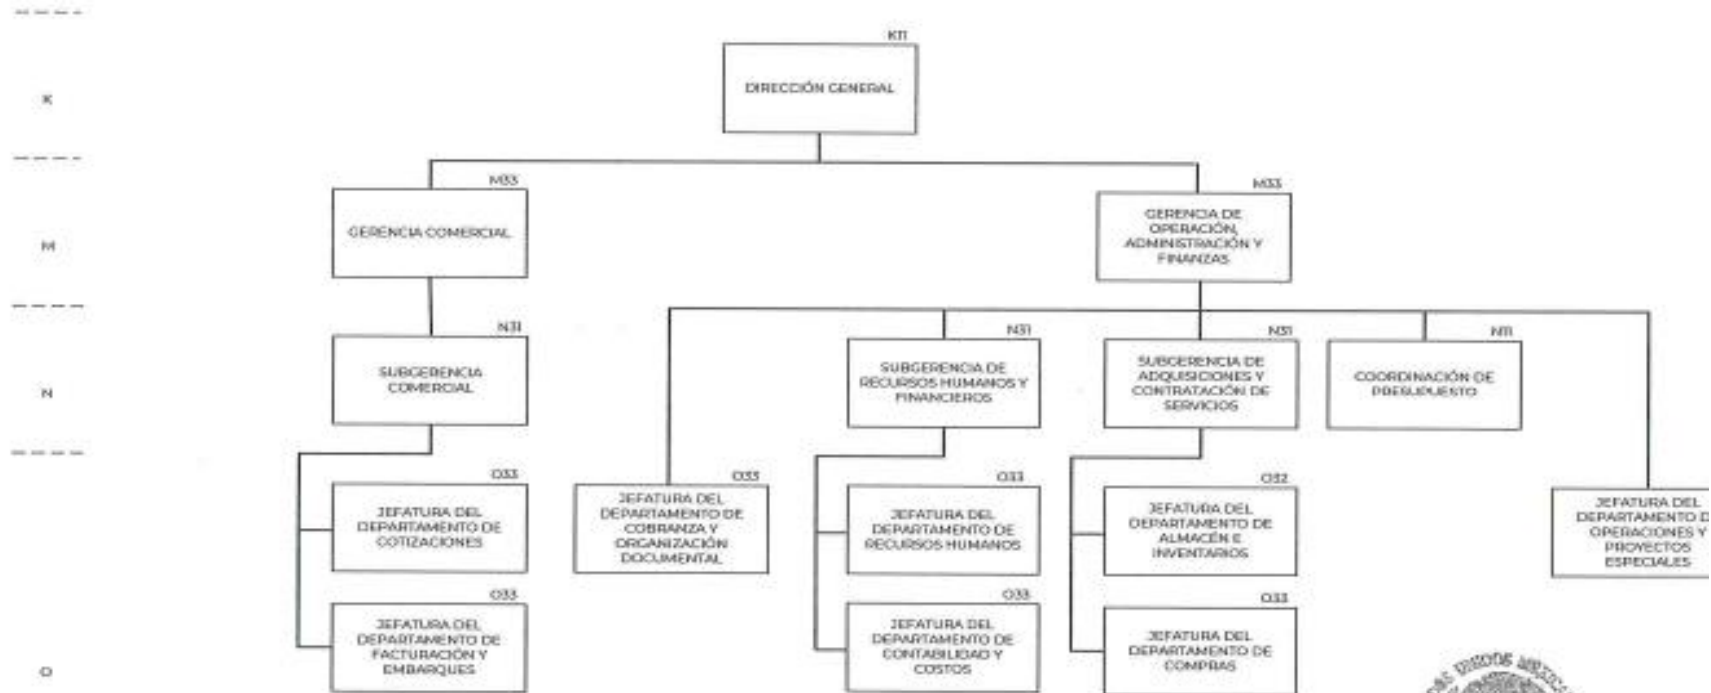 K11
DIRECCIÓN GENERAL
K
M33
GERENCIA COMERCIAL
M33
GERENCIA DE
OPERACIÓN,
ADMINISTRACIÓN Y
FINANZAS
M
N31
SUBGERENCIA
COMERCIAL
N31
SUBGERENCIA DE
RECURSOS HUMANOS Y
FINANCIEROS
N31
SUBGERENCIA DE
ADQUISICIONES Y
CONTRATACIÓN DE
SERVICIOS
N11
COORDINACIÓN DE
PRESUPUESTO
N
O33
JEFATURA DEL
DEPARTAMENTO DE
COTIZACIONES
O33
JEFATURA DEL
DEPARTAMENTO DE
COBRANZA Y
ORGANIZACIÓN
DOCUMENTAL
O33
JEFATURA DEL
DEPARTAMENTO DE
RECURSOS HUMANOS
O32
JEFATURA DEL
DEPARTAMENTO DE
ALMACÉN E
INVENTARIOS
JEFATURA DEL
DEPARTAMENTO D
OPERACIONES Y
PROYECTOS
ESPECIALES
O33
JEFATURA DEL
DEPARTAMENTO DE
FACTURACIÓN Y
EMBARQUES
O33
JEFATURA DEL
DEPARTAMENTO DE
CONTABILIDAD Y
COSTOS
O33
JEFATURA DEL
DEPARTAMENTO DE
COMPRAS
O
UNIDOS